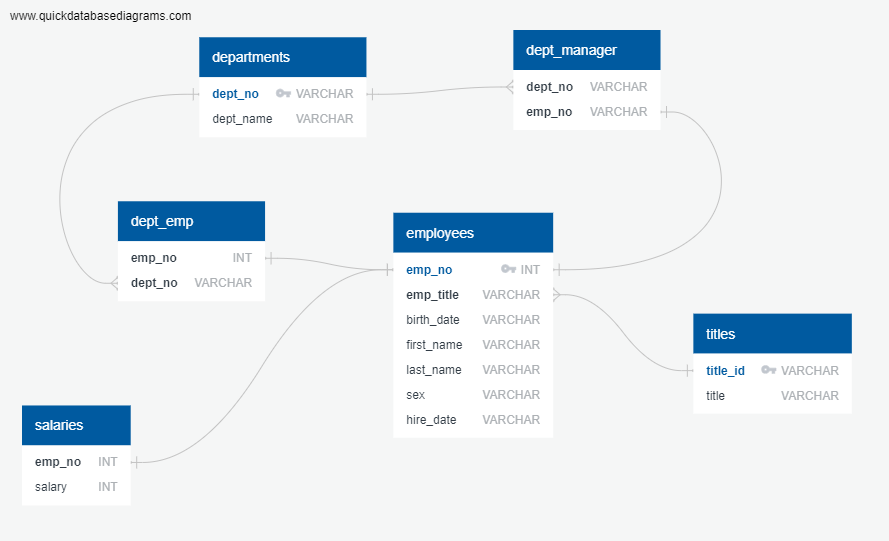 www.quickdatabasediagrams.com
departments
dept_no VARCHAR
dept_name VARCHAR
dept_manager
dept_no VARCHAR
emp_no VARCHAR
dept_emp
emp_no INT
dept_no VARCHAR
employees
emp_no INT
emp_title VARCHAR
birth_date VARCHAR
first_name VARCHAR
last_name VARCHAR
sex VARCHAR
hire_date VARCHAR
titles
title_id VARCHAR
title VARCHAR
salaries
emp_no INT
salary INT